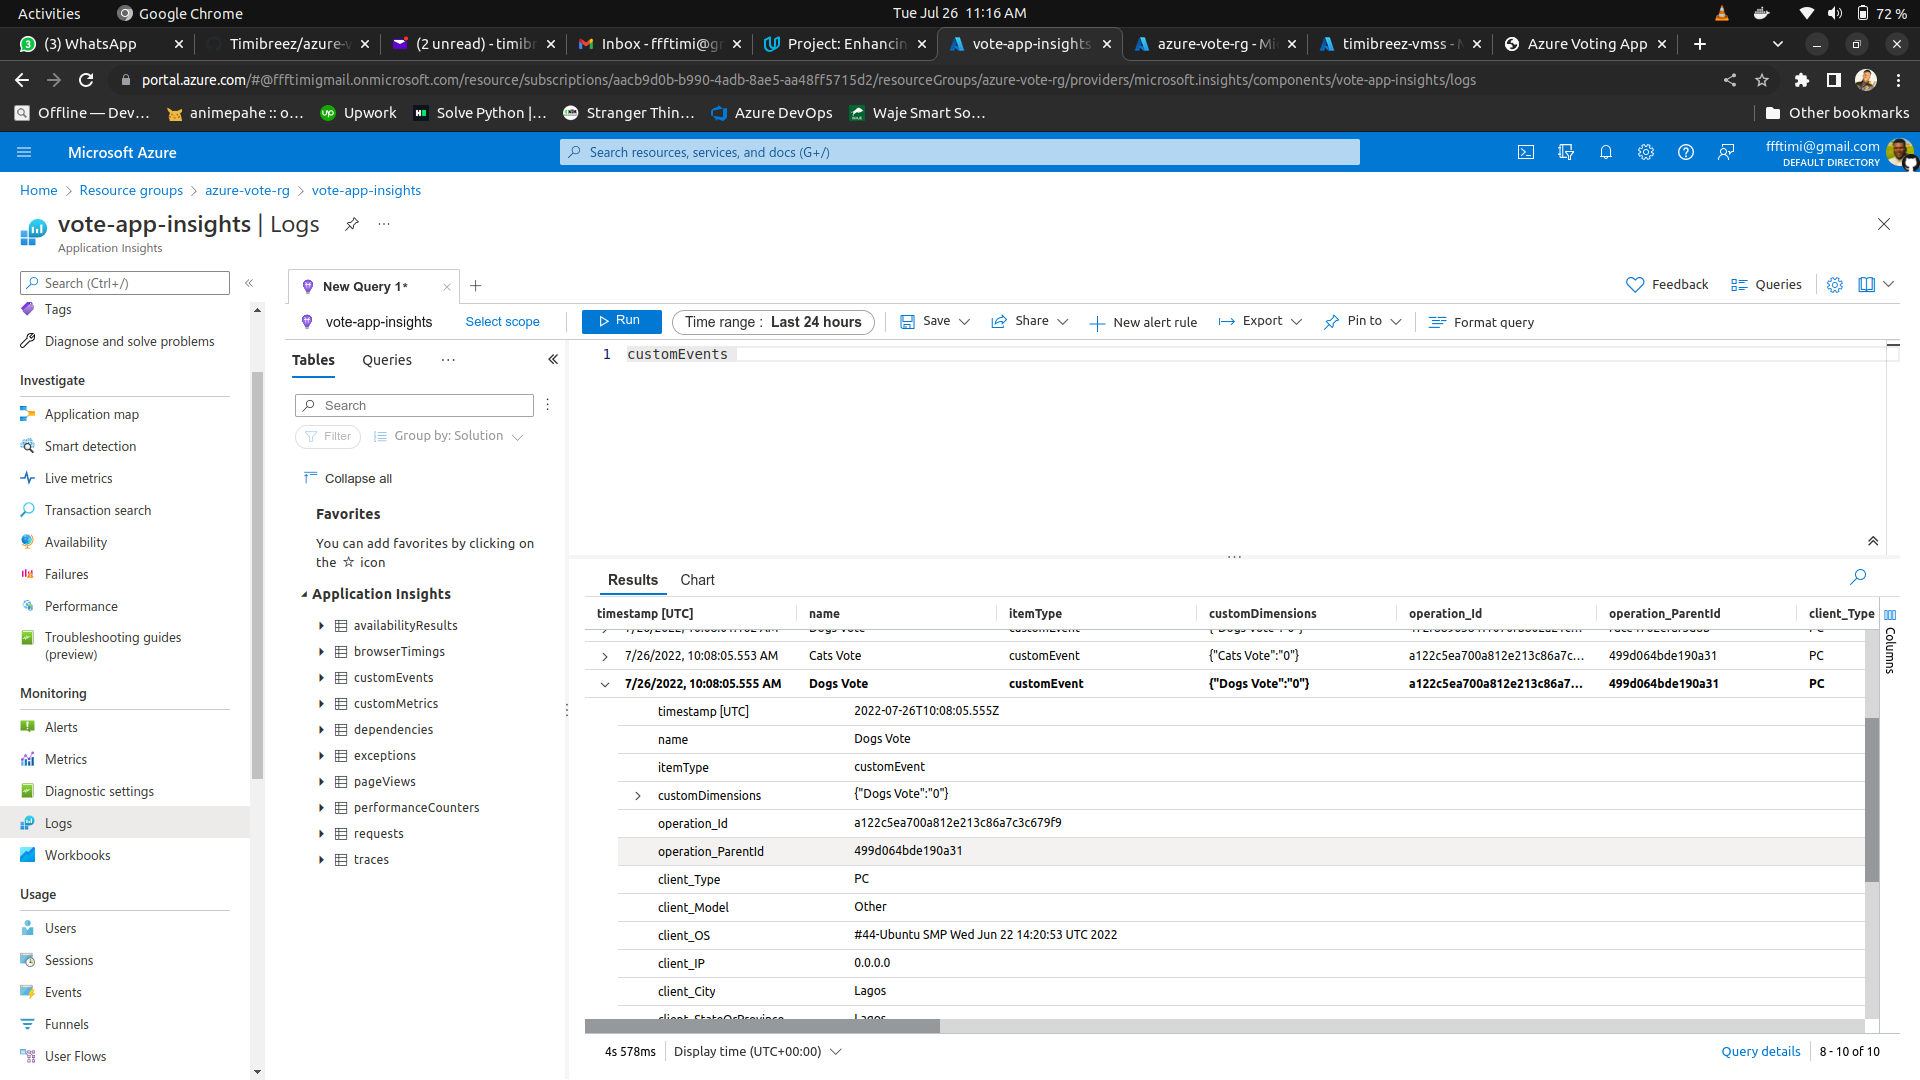 Activities
Google Chrome
Tue Jul 26 11:16 AM
72 %
(3) WhatsApp
Timibreez/azure-v
(2 unread) - timibr
Inbox - ffftimi@gr
Project: Enhancin
vote-app-insights
azure-vote-rg - Mi
timibreez-vmss - M
Azure Voting App
portal.azure.com/#@ffftimigmail.onmicrosoft.com/resource/subscriptions/aacb9d0b-b990-4adb-8ae5-aa48ff5715d2/resourceGroups/azure-vote-rg/providers/microsoft.insights/components/vote-app-insights/logs
Offline — Dev…
animepahe :: o…
Upwork
Solve Python |…
Stranger Thin…
Azure DevOps
Waje Smart So…
Other bookmarks
Microsoft Azure
Search resources, services, and docs (G+/)
ffftimi@gmail.com
DEFAULT DIRECTORY
Home > Resource groups > azure-vote-rg > vote-app-insights
vote-app-insights | Logs
Application Insights
Search (Ctrl+/)
Tags
Diagnose and solve problems
Investigate
Application map
Smart detection
Live metrics
Transaction search
Availability
Failures
Performance
Troubleshooting guides
(preview)
Monitoring
Alerts
Metrics
Diagnostic settings
Logs
Workbooks
Usage
Users
Sessions
Events
Funnels
User Flows
New Query 1*
Feedback
Queries
vote-app-insights
Select scope
Run
Time range : Last 24 hours
Save
Share
New alert rule
Export
Pin to
Format query
Tables
Queries
Search
Filter
Group by: Solution
Collapse all
Favorites
You can add favorites by clicking on
the ☆ icon
Application Insights
availabilityResults
browserTimings
customEvents
customMetrics
dependencies
exceptions
pageViews
performanceCounters
requests
traces
1 customEvents
Results
Chart
timestamp [UTC] name itemType customDimensions operation_Id operation_ParentId client_Type
Columns
7/26/2022, 10:08:05.553 AM Cats Vote customEvent {"Cats Vote":"0"} a122c5ea700a812e213c86a7c... 499d064bde190a31 PC
7/26/2022, 10:08:05.555 AM Dogs Vote customEvent {"Dogs Vote":"0"} a122c5ea700a812e213c86a7... 499d064bde190a31 PC
timestamp [UTC] 2022-07-26T10:08:05.555Z
name Dogs Vote
itemType customEvent
customDimensions {"Dogs Vote":"0"}
operation_Id a122c5ea700a812e213c86a7c3c679f9
operation_ParentId 499d064bde190a31
client_Type PC
client_Model Other
client_OS #44-Ubuntu SMP Wed Jun 22 14:20:53 UTC 2022
client_IP 0.0.0.0
client_City Lagos
client_StateOrProvince Lagos
4s 578ms
Display time (UTC+00:00)
Query details
8 - 10 of 10